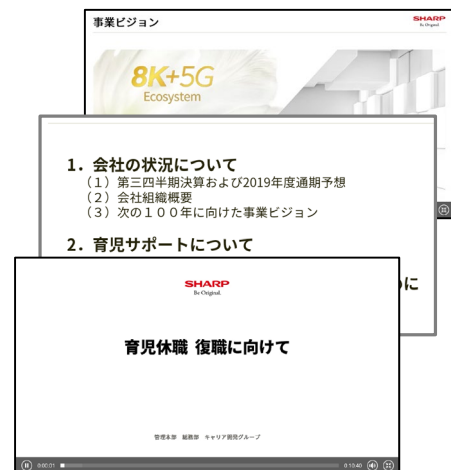 事業ビジョン
SHARP
Be Original.
8K+5G
Ecosystem
1. 会社の状況について
（1）第三四半期決算および2019年度通期予想
（2）会社組織概要
（3）次の１００年に向けた事業ビジョン
2. 育児サポートについて
に
SHARP
Be Original.
育児休職 復職に向けて
管理本部 総務部 キャリア開発グループ
0:00:01
0:13:40